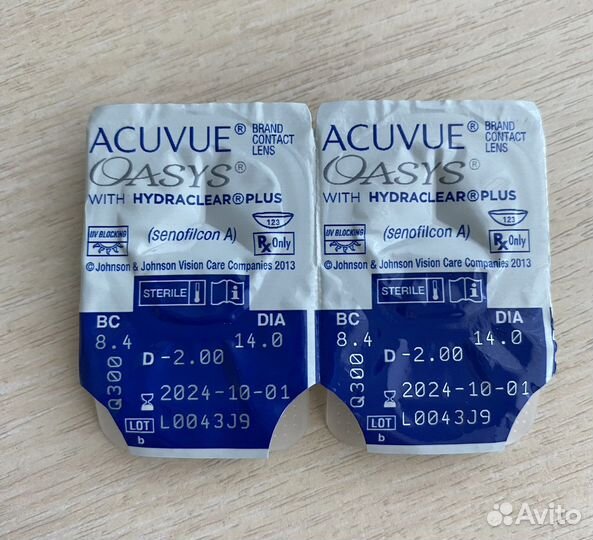 ACUVUE® BRAND CONTACT LENS
OASYS®
WITH HYDRACLEAR® PLUS
UV BLOCKING
(senofilcon A)
123
Rx Only
© Johnson & Johnson Vision Care Companies 2013
STERILE
BC DIA
8.4 14.0
Q300
D -2.00
2024-10-01
LOT L0043J9
b
ACUVUE® BRAND CONTACT LENS
OASYS®
WITH HYDRACLEAR® PLUS
UV BLOCKING
(senofilcon A)
123
Rx Only
© Johnson & Johnson Vision Care Companies 2013
STERILE
BC DIA
8.4 14.0
Q300
D -2.00
2024-10-01
LOT L0043J9
b
Avito